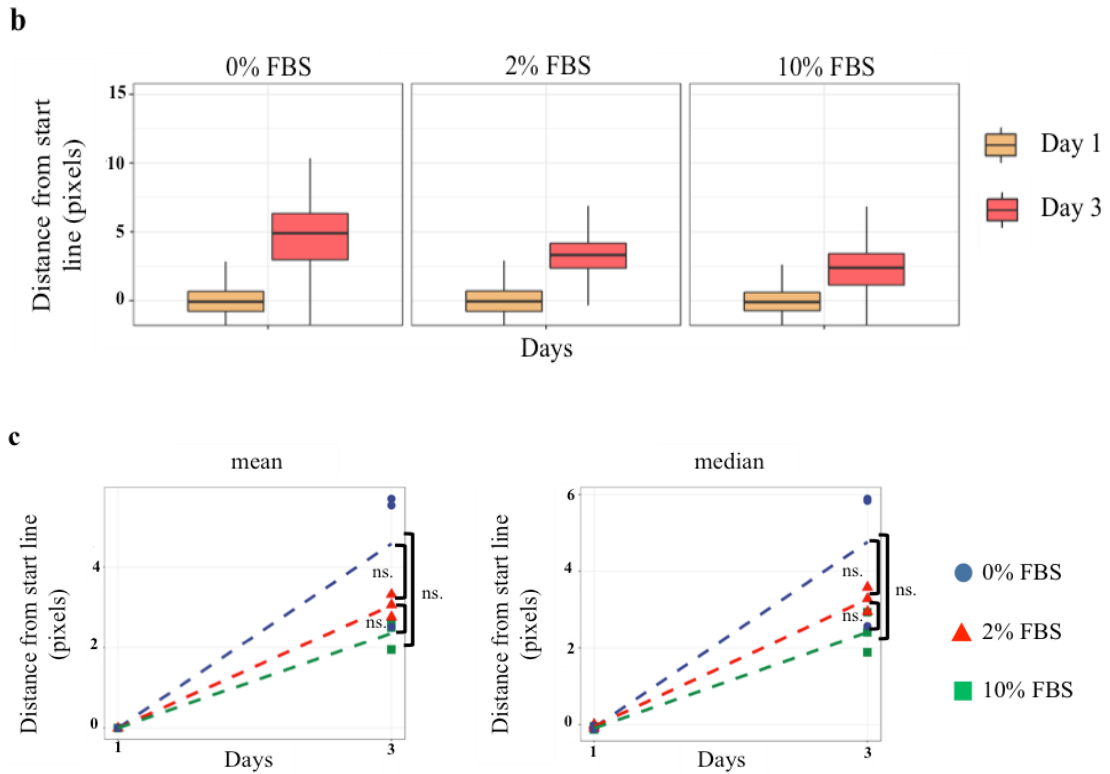 b
0% FBS
2% FBS
10% FBS
Distance from start
line (pixels)
15
10
5
0
Days
Day 1
Day 3
c
mean
Distance from start line
(pixels)
4
2
0
1
3
Days
ns.
ns.
ns.
median
Distance from start line
(pixels)
6
4
2
0
1
3
Days
ns.
ns.
ns.
0% FBS
2% FBS
10% FBS